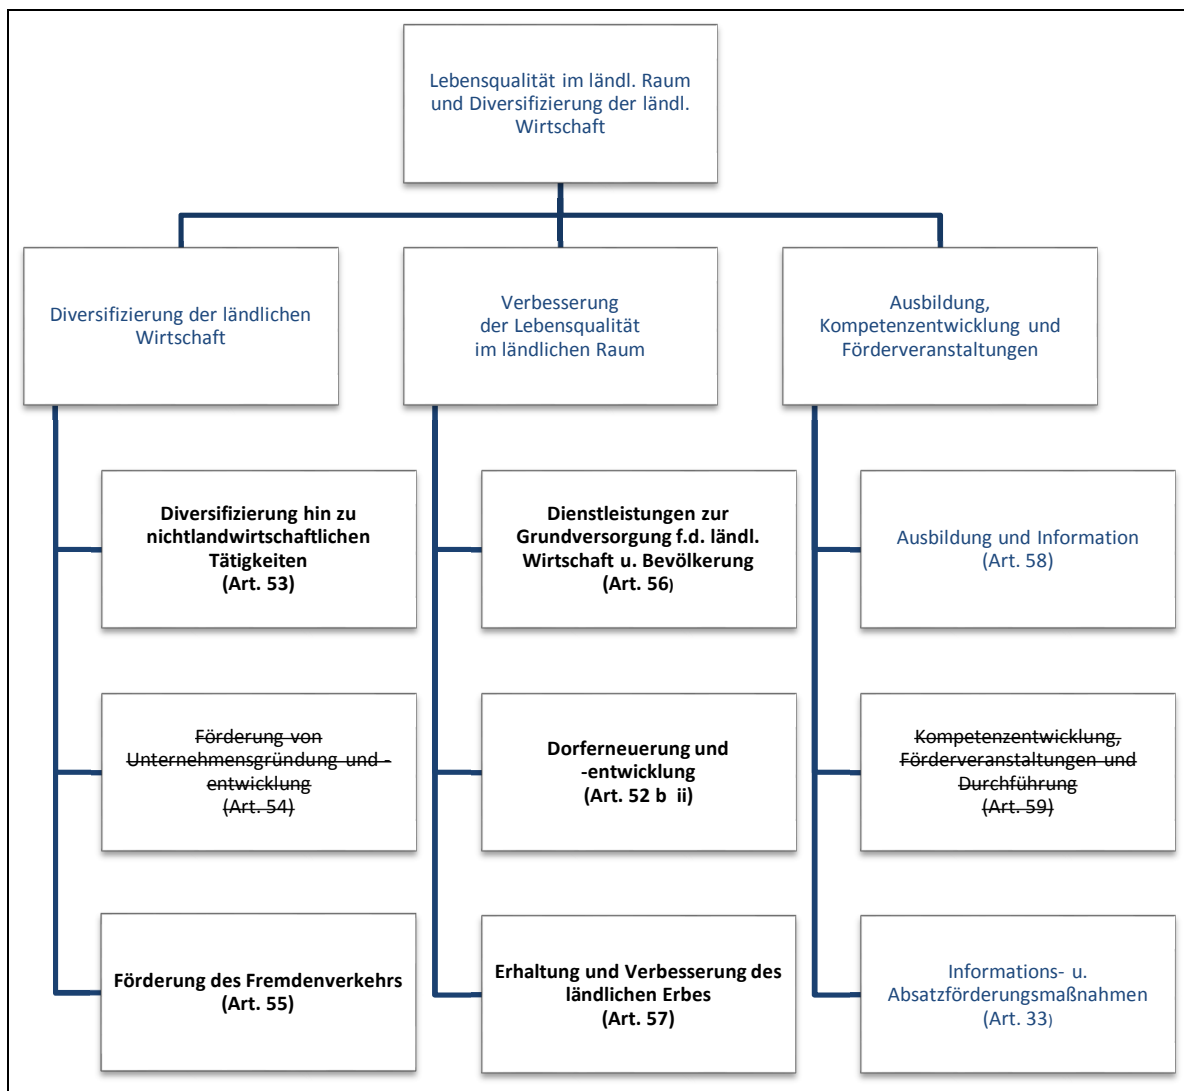 Lebensqualität im ländl. Raum
und Diversifizierung der ländl.
Wirtschaft
Diversifizierung der ländlichen
Wirtschaft
Verbesserung
der Lebensqualität
im ländlichen Raum
Ausbildung,
Kompetenzentwicklung und
Förderveranstaltungen
Diversifizierung hin zu
nichtlandwirtschaftlichen
Tätigkeiten
(Art. 53)
Dienstleistungen zur
Grundversorgung f.d. ländl.
Wirtschaft u. Bevölkerung
(Art. 56)
Ausbildung und Information
(Art. 58)
Förderung von
Unternehmensgründung und -
entwicklung
(Art. 54)
Dorferneuerung und
-entwicklung
(Art. 52 b ii)
Kompetenzentwicklung,
Förderveranstaltungen und
Durchführung
(Art. 59)
Förderung des Fremdenverkehrs
(Art. 55)
Erhaltung und Verbesserung des
ländlichen Erbes
(Art. 57)
Informations- u.
Absatzförderungsmaßnahmen
(Art. 33)